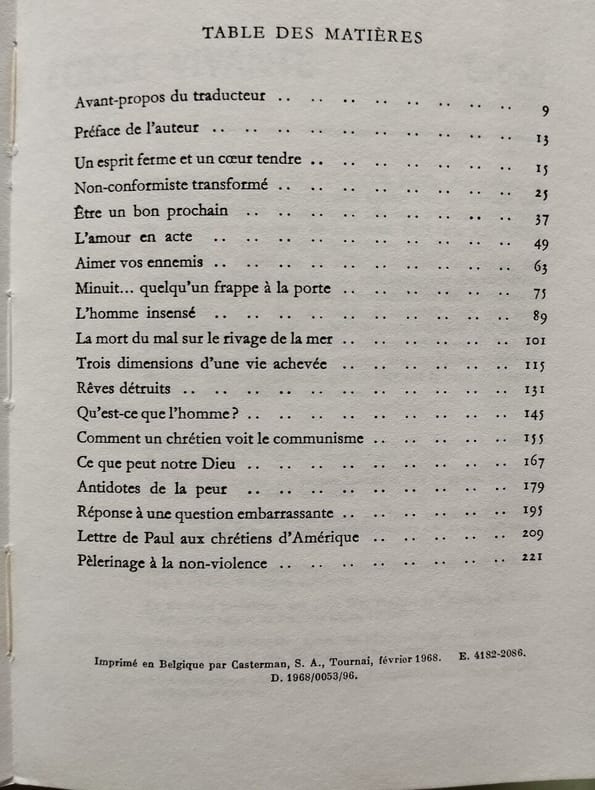 TABLE DES MATIÈRES
Avant-propos du traducteur .. .. .. .. .. .. .. .. 9
Préface de l'auteur .. .. .. .. .. .. .. .. .. .. 13
Un esprit ferme et un cœur tendre .. .. .. .. .. .. .. 15
Non-conformiste transformé .. .. .. .. .. .. .. .. 25
Être un bon prochain .. .. .. .. .. .. .. .. .. 37
L'amour en acte .. .. .. .. .. .. .. .. .. .. 49
Aimer vos ennemis .. .. .. .. .. .. .. .. .. .. 63
Minuit... quelqu'un frappe à la porte .. .. .. .. .. .. 75
L'homme insensé .. .. .. .. .. .. .. .. .. .. 89
La mort du mal sur le rivage de la mer .. .. .. .. .. .. 101
Trois dimensions d'une vie achevée .. .. .. .. .. .. 115
Rêves détruits .. .. .. .. .. .. .. .. .. .. .. 131
Qu'est-ce que l'homme ? .. .. .. .. .. .. .. .. .. 145
Comment un chrétien voit le communisme .. .. .. .. .. 155
Ce que peut notre Dieu .. .. .. .. .. .. .. .. .. 167
Antidotes de la peur .. .. .. .. .. .. .. .. .. 179
Réponse à une question embarrassante .. .. .. .. .. .. 195
Lettre de Paul aux chrétiens d'Amérique .. .. .. .. .. 209
Pèlerinage à la non-violence .. .. .. .. .. .. .. .. 221
Imprimé en Belgique par Casterman, S. A., Tournai, février 1968. E. 4182-2086.
D. 1968/0053/96.